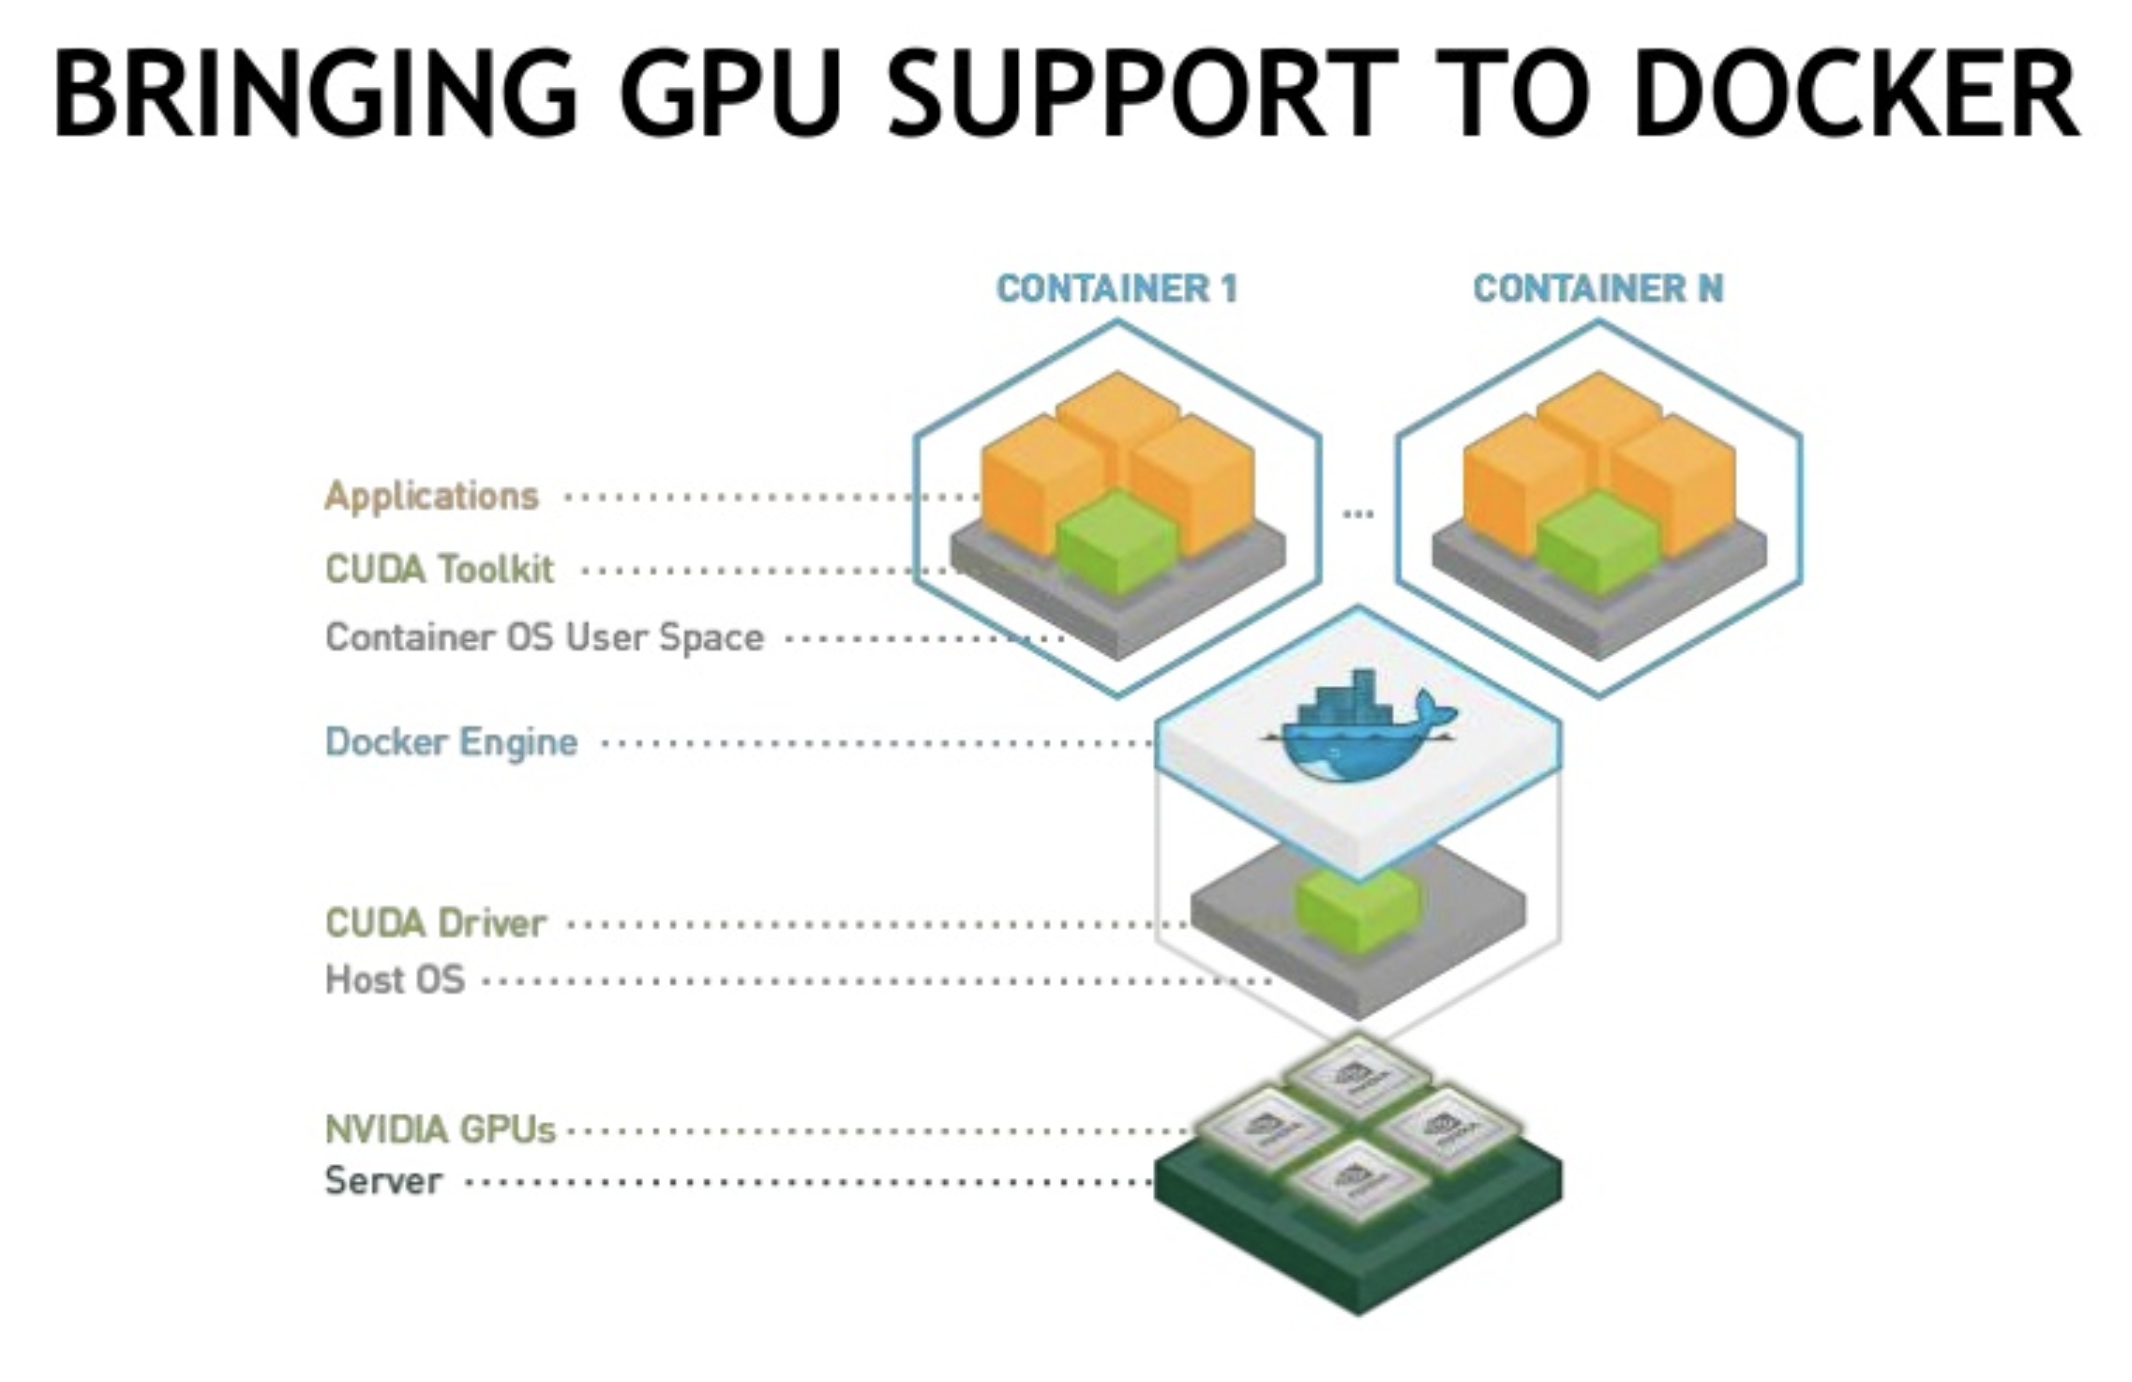 BRINGING GPU SUPPORT TO DOCKER
CONTAINER 1
CONTAINER N
Applications
...
CUDA Toolkit
Container OS User Space
Docker Engine
CUDA Driver
Host OS
NVIDIA GPUs
Server